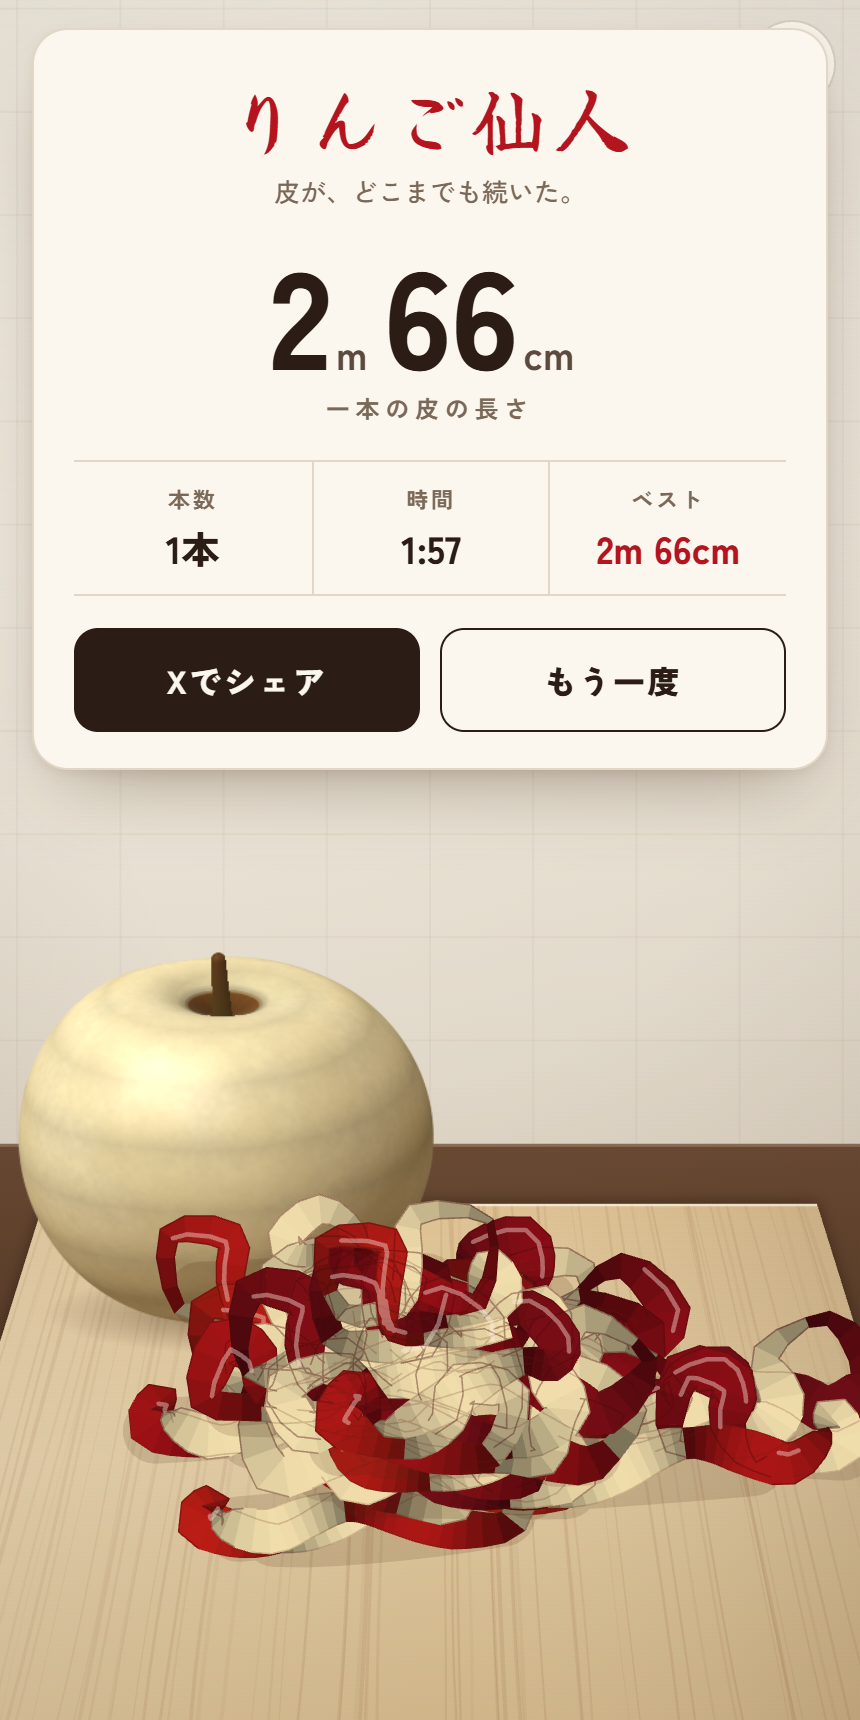 りんご仙人
皮が、どこまでも続いた。
2m 66cm
一本の皮の長さ
本数 時間 ベスト
1本 1:57 2m 66cm
Xでシェア もう一度